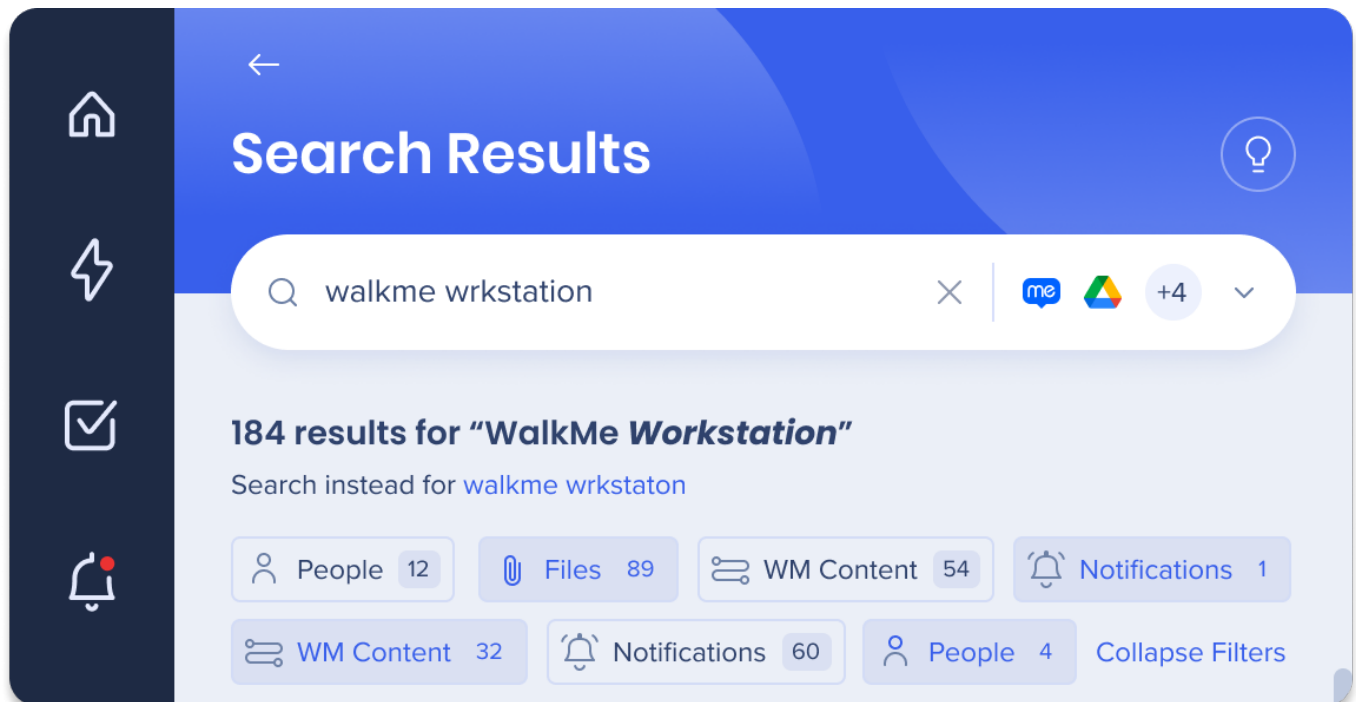 Search Results
walkme wrkstation
me
+4
184 results for “WalkMe Workstation”
Search instead for walkme wrkstaton
People 12 Files 89 WM Content 54 Notifications 1
WM Content 32 Notifications 60 People 4 Collapse Filters